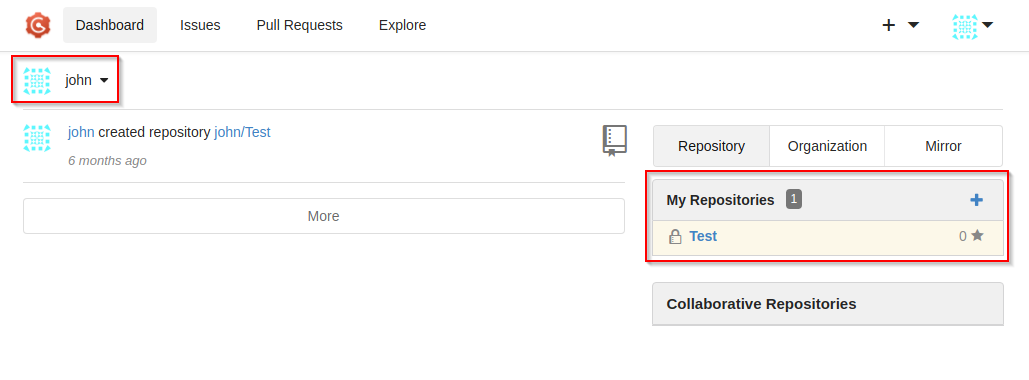 Dashboard Issues Pull Requests Explore
john
john created repository john/Test
6 months ago
More
Repository Organization Mirror
My Repositories 1
Test 0
Collaborative Repositories